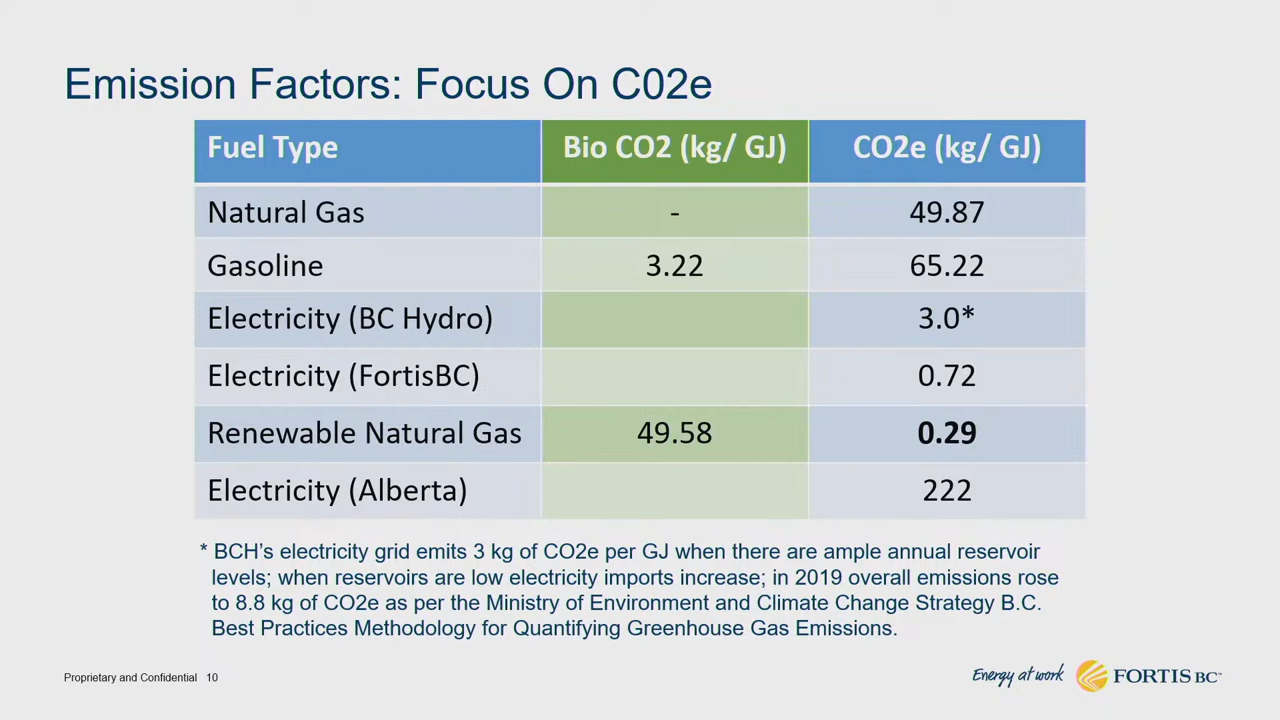 Emission Factors: Focus On C02e
Fuel Type Bio CO2 (kg/ GJ) CO2e (kg/ GJ)
Natural Gas - 49.87
Gasoline 3.22 65.22
Electricity (BC Hydro) 3.0*
Electricity (FortisBC) 0.72
Renewable Natural Gas 49.58 0.29
Electricity (Alberta) 222
* BCH's electricity grid emits 3 kg of CO2e per GJ when there are ample annual reservoir
levels; when reservoirs are low electricity imports increase; in 2019 overall emissions rose
to 8.8 kg of CO2e as per the Ministry of Environment and Climate Change Strategy B.C.
Best Practices Methodology for Quantifying Greenhouse Gas Emissions.
Proprietary and Confidential 10
Energy at work FORTIS BC™